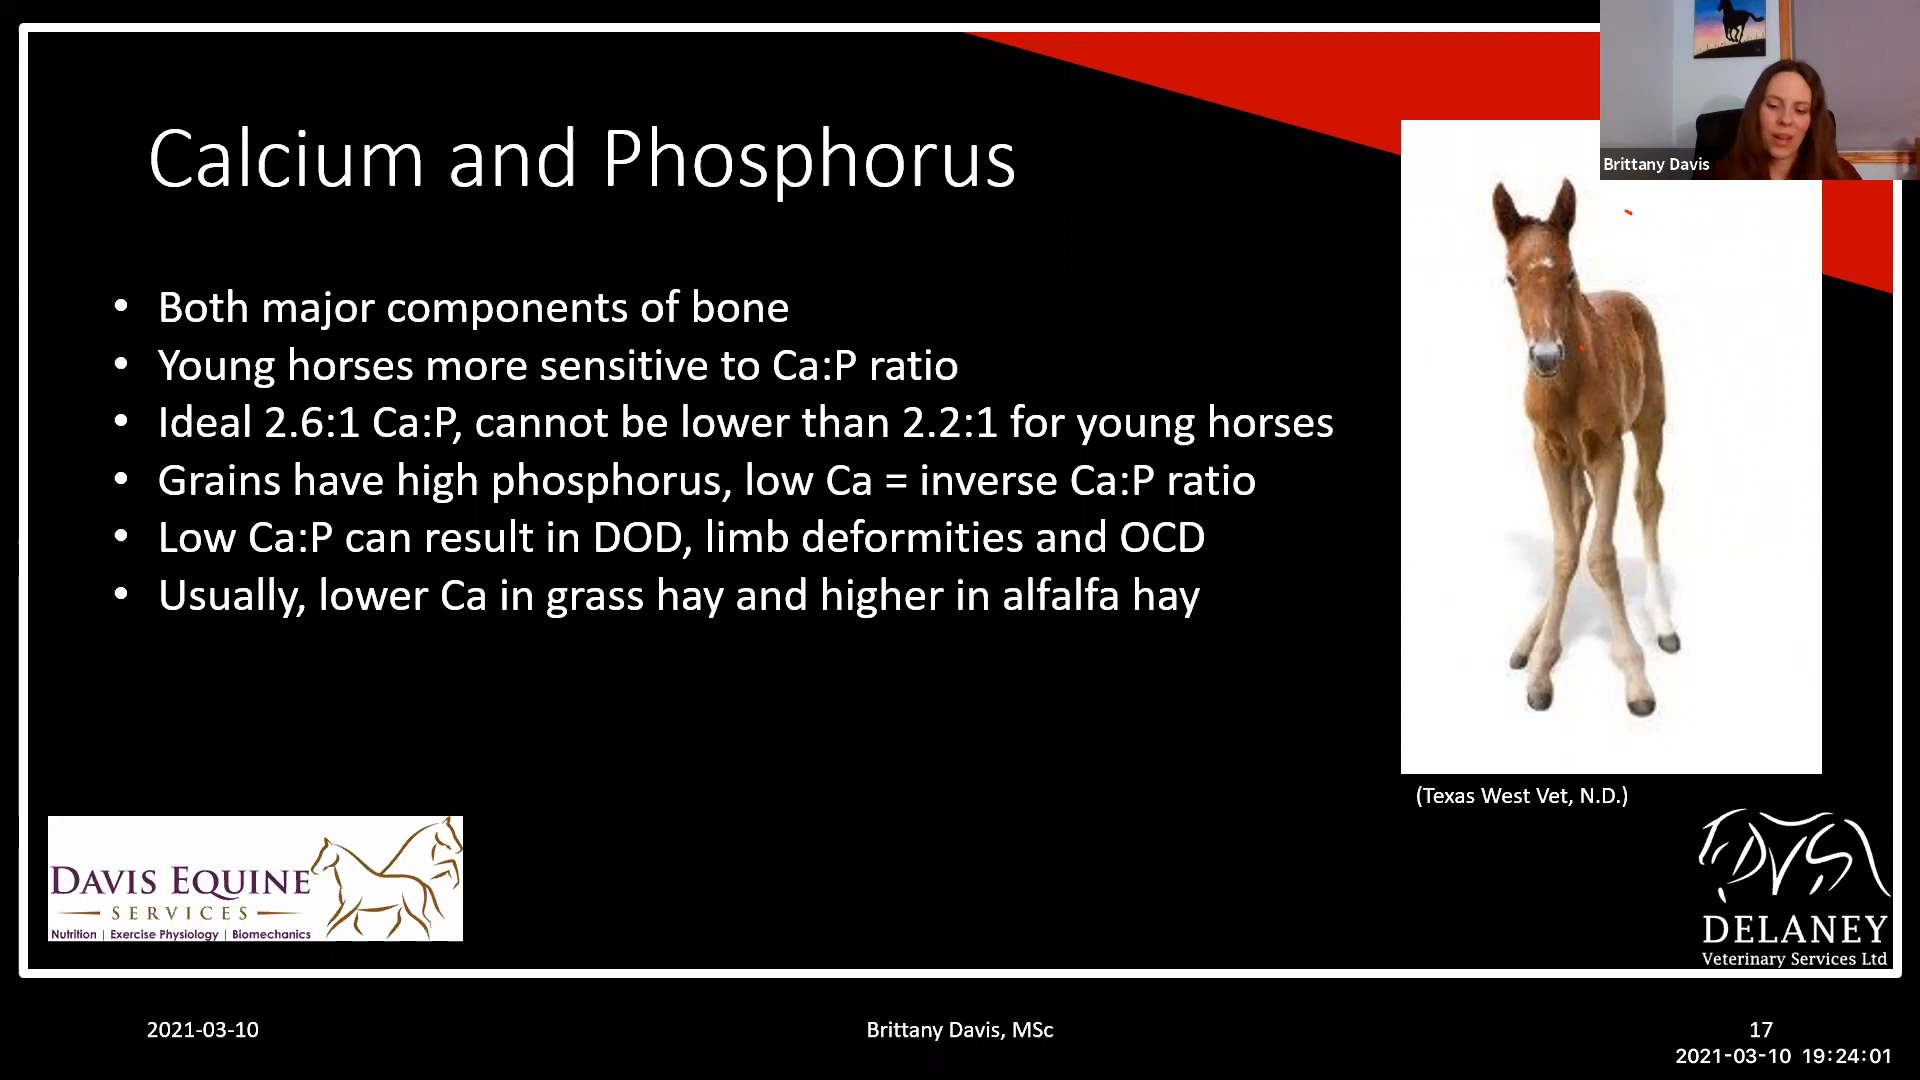 Calcium and Phosphorus
Brittany Davis
• Both major components of bone
• Young horses more sensitive to Ca:P ratio
• Ideal 2.6:1 Ca:P, cannot be lower than 2.2:1 for young horses
• Grains have high phosphorus, low Ca = inverse Ca:P ratio
• Low Ca:P can result in DOD, limb deformities and OCD
• Usually, lower Ca in grass hay and higher in alfalfa hay
(Texas West Vet, N.D.)
DAVIS EQUINE
SERVICES
Nutrition | Exercise Physiology | Biomechanics
DVS
DELANEY
Veterinary Services Ltd
2021-03-10
Brittany Davis, MSc
17
2021-03-10 19:24:01